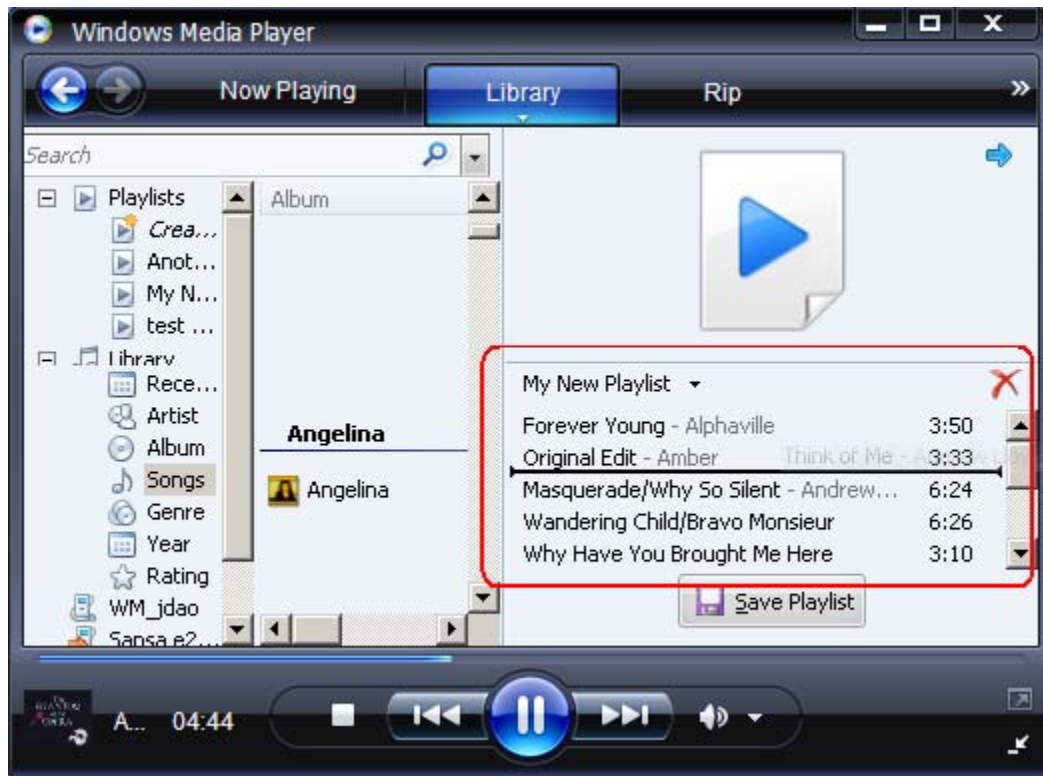 Windows Media Player
Now Playing Library Rip »
Search
Playlists
Crea...
Anot...
My N...
test ...
Library
Rece...
Artist
Album
Songs
Genre
Year
Rating
WM_jdao
Sansa e2...
Album
Angelina
Angelina
My New Playlist
Forever Young - Alphaville 3:50
Original Edit - Amber 3:33
Think of Me -
Masquerade/Why So Silent - Andrew... 6:24
Wandering Child/Bravo Monsieur 6:26
Why Have You Brought Me Here 3:10
Save Playlist
A... 04:44